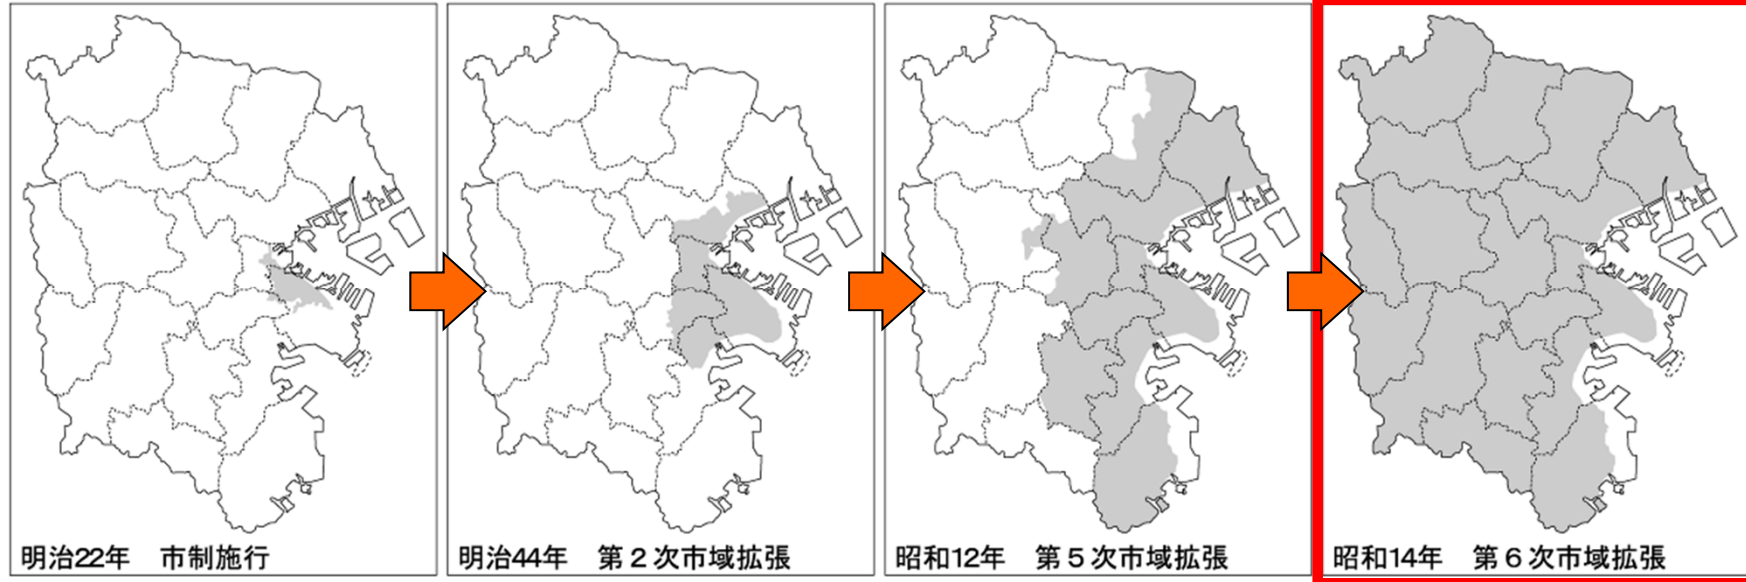 明治22年　市制施行
明治44年　第２次市域拡張
昭和12年　第５次市域拡張
昭和14年　第６次市域拡張